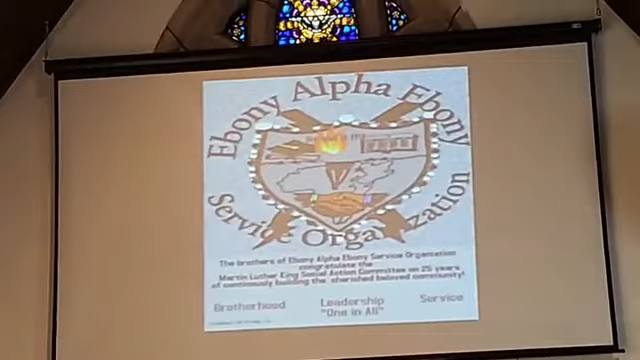 Ebony Alpha Ebony
Service Organization
The brothers of Ebony Alpha Ebony Service Organization
congratulate the
Martin Luther King Social Action Committee on 25 years
of continously building the cherished beloved community!
Brotherhood Leadership Service
"One in All"